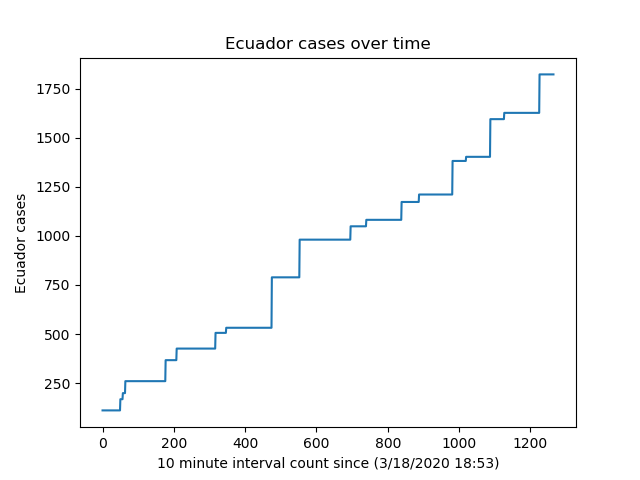 Ecuador cases over time
1750
1500
1250
1000
750
500
250
Ecuador cases
0 200 400 600 800 1000 1200
10 minute interval count since (3/18/2020 18:53)